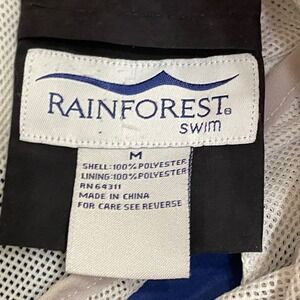 RAINFOREST®
swim
M
SHELL: 100% POLYESTER
LINING: 100% POLYESTER
RN 64311
MADE IN CHINA
FOR CARE SEE REVERSE